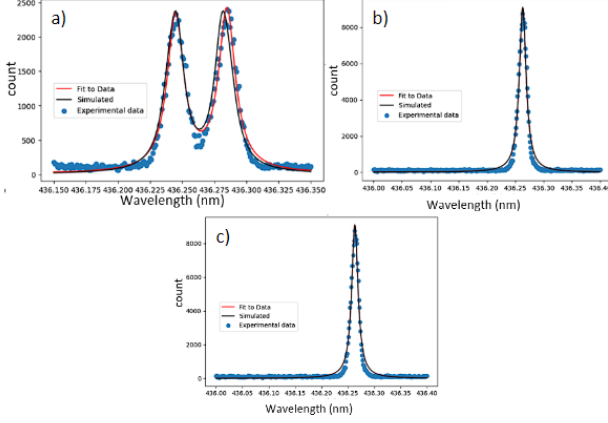 a)
2500
2000
1500
1000
500
0
count
Fit to Data
Simulated
Experimental data
436.150 436.175 436.200 436.225 436.250 436.275 436.300 436.325 436.350
Wavelength (nm)
b)
8000
6000
4000
2000
0
count
Fit to Data
Simulated
Experimental data
436.00 436.05 436.10 436.15 436.20 436.25 436.30 436.35 436.40
Wavelength (nm)
c)
8000
6000
4000
2000
0
count
Fit to Data
Simulated
Experimental data
436.00 436.05 436.10 436.15 436.20 436.25 436.30 436.35 436.40
Wavelength (nm)